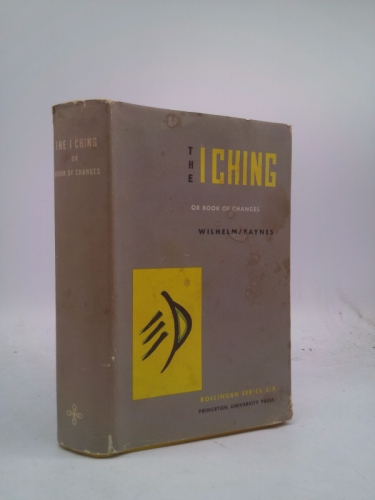 THE I CHING
OR
BOOK OF CHANGES
THE
I CHING
OR BOOK OF CHANGES
WILHELM/BAYNES
BOLLINGEN SERIES XIX
PRINCETON UNIVERSITY PRESS